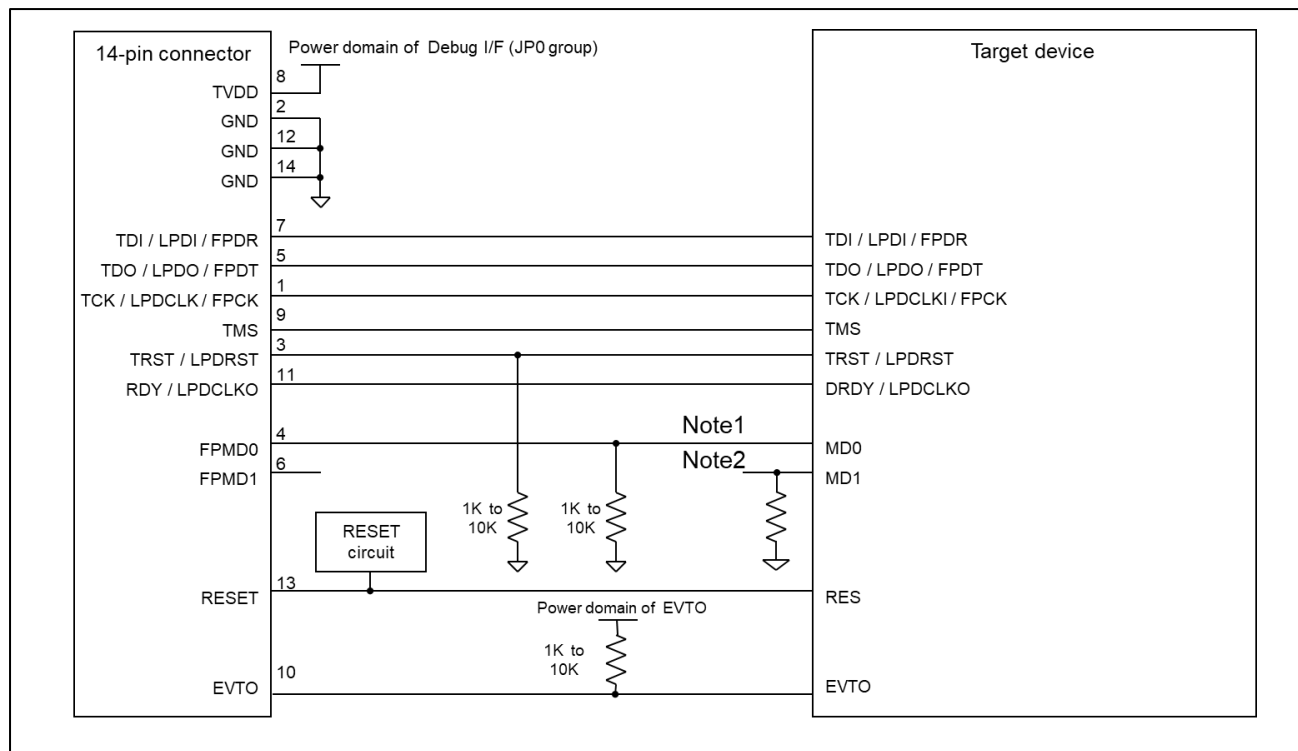 14-pin connector
Power domain of Debug I/F (JP0 group)
Target device
8
TVDD
2
GND
12
GND
14
GND
7
TDI / LPDI / FPDR
TDI / LPDI / FPDR
5
TDO / LPDO / FPDT
TDO / LPDO / FPDT
1
TCK / LPDCLK / FPCK
TCK / LPDCLKI / FPCK
9
TMS
TMS
3
TRST / LPDRST
TRST / LPDRST
11
RDY / LPDCLKO
DRDY / LPDCLKO
4
Note1
FPMD0
MD0
6
Note2
FPMD1
MD1
1K to
10K
1K to
10K
RESET
circuit
13
RESET
RES
Power domain of EVTO
1K to
10K
10
EVTO
EVTO